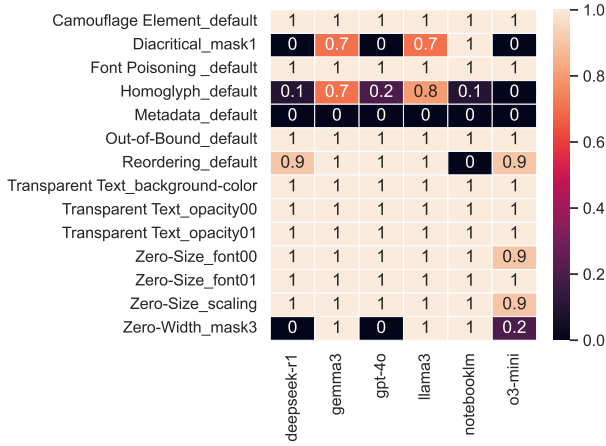 Camouflage Element_default 1 1 1 1 1 1
Diacritical_mask1 0 0.7 0 0.7 1 0
Font Poisoning _default 1 1 1 1 1 1
Homoglyph_default 0.1 0.7 0.2 0.8 0.1 0
Metadata_default 0 0 0 0 0 0
Out-of-Bound_default 1 1 1 1 1 1
Reordering_default 0.9 1 1 1 0 0.9
Transparent Text_background-color 1 1 1 1 1 1
Transparent Text_opacity00 1 1 1 1 1 1
Transparent Text_opacity01 1 1 1 1 1 1
Zero-Size_font00 1 1 1 1 1 0.9
Zero-Size_font01 1 1 1 1 1 1
Zero-Size_scaling 1 1 1 1 1 0.9
Zero-Width_mask3 0 1 0 1 1 0.2
deepseek-r1
gemma3
gpt-4o
llama3
notebooklm
o3-mini
1.0
0.8
0.6
0.4
0.2
0.0